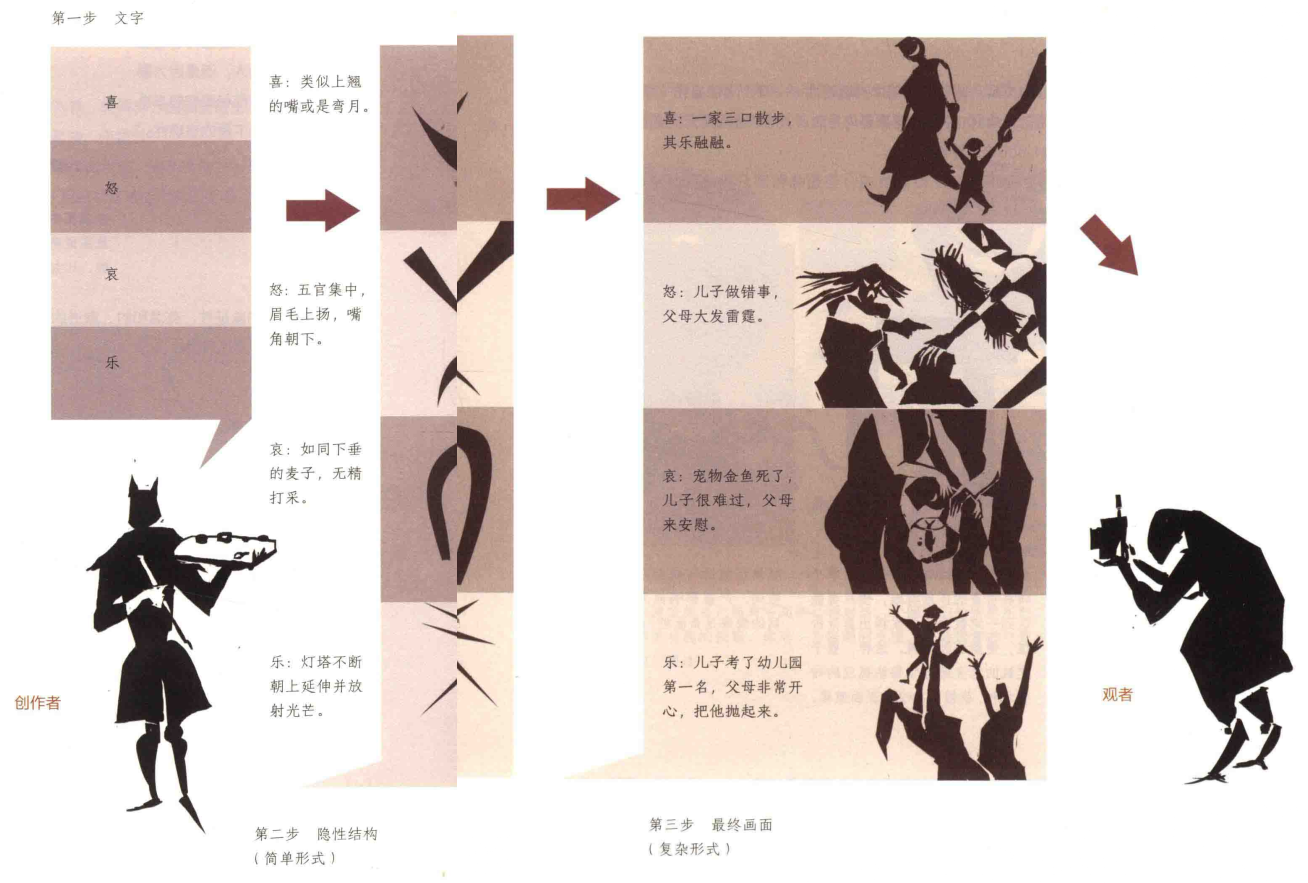 第一步 文字
喜
怒
哀
乐
喜：类似上翘
的嘴或是弯月。
怒：五官集中，
眉毛上扬，嘴
角朝下。
哀：如同下垂
的麦子，无精
打采。
乐：灯塔不断
朝上延伸并放
射光芒。
喜：一家三口散步，
其乐融融。
怒：儿子做错事，
父母大发雷霆。
哀：宠物金鱼死了，
儿子很难过，父母
来安慰。
乐：儿子考了幼儿园
第一名，父母非常开
心，把他抛起来。
创作者
观者
第二步 隐性结构
（简单形式）
第三步 最终画面
（复杂形式）